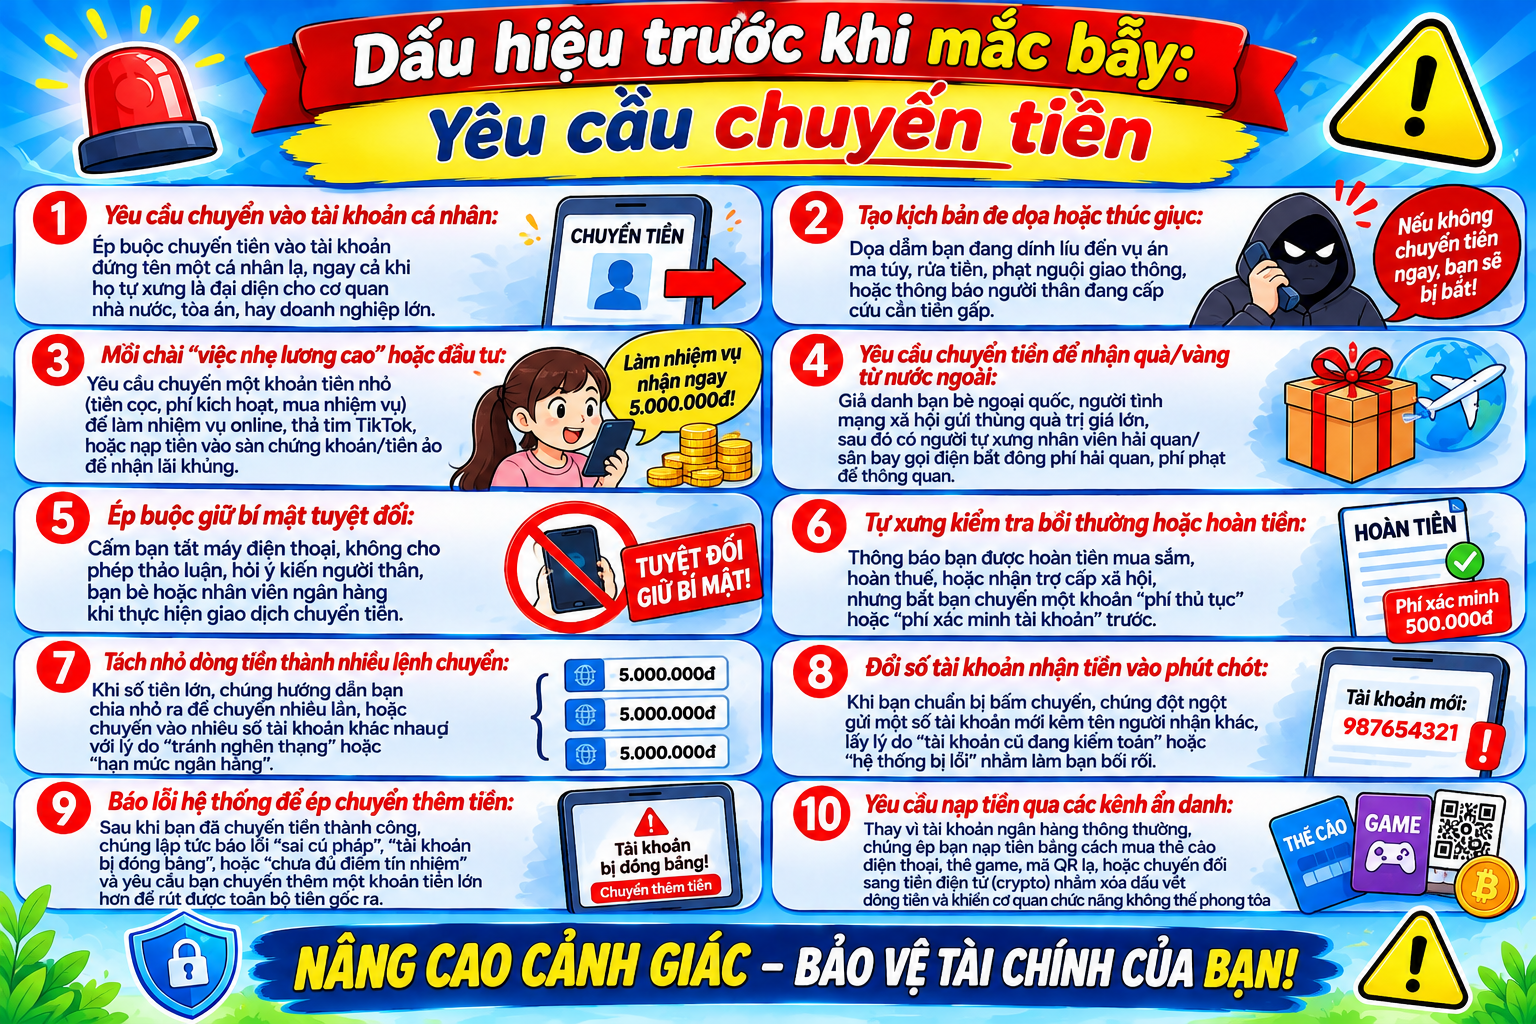 Dấu hiệu trước khi mắc bẫy:
Yêu cầu chuyến tiền
1 Yêu cầu chuyển vào tài khoản cá nhân:
Ép buộc chuyển tiền vào tài khoản
đứng tên một cá nhân lạ, ngay cả khi
họ tự xưng là đại diện cho cơ quan
nhà nước, tòa án, hay doanh nghiệp lớn.
CHUYỂN TIỀN
2 Tạo kịch bản đe dọa hoặc thúc giục:
Dọa dẫm bạn đang dính líu đến vụ án
ma túy, rửa tiền, phạt nguội giao thông,
hoặc thông báo người thân đang cấp
cứu cần tiền gấp.
Nếu không
chuyển tiền
ngay, bạn sẽ
bị bắt!
3 Mồi chài “việc nhẹ lương cao” hoặc đầu tư:
Yêu cầu chuyển một khoản tiền nhỏ
(tiền cọc, phí kích hoạt, mua nhiệm vụ)
để làm nhiệm vụ online, thả tim TikTok,
hoặc nạp tiền vào sàn chứng khoán/tiền ảo
để nhận lãi khủng.
Làm nhiệm vụ
nhận ngay
5.000.000đ!
4 Yêu cầu chuyển tiền để nhận quà/vàng
từ nước ngoài:
Giả danh bạn bè ngoại quốc, người tình
mạng xã hội gửi thùng quà trị giá lớn,
sau đó có người tự xưng nhân viên hải quan/
sân bay gọi điện bắt đóng phí hải quan, phí phạt
để thông quan.
5 Ép buộc giữ bí mật tuyệt đối:
Cấm bạn tắt máy điện thoại, không cho
phép thảo luận, hỏi ý kiến người thân,
bạn bè hoặc nhân viên ngân hàng
khi thực hiện giao dịch chuyển tiền.
TUYỆT ĐỐI
GIỮ BÍ MẬT!
6 Tự xưng kiểm tra bồi thường hoặc hoàn tiền:
Thông báo bạn được hoàn tiền mua sắm,
hoàn thuế, hoặc nhận trợ cấp xã hội,
nhưng bắt bạn chuyển một khoản “phí thủ tục”
hoặc “phí xác minh tài khoản” trước.
HOÀN TIỀN
Phí xác minh
500.000đ
7 Tách nhỏ dòng tiền thành nhiều lệnh chuyển:
Khi số tiền lớn, chúng hướng dẫn bạn
chia nhỏ ra để chuyển nhiều lần, hoặc
chuyển vào nhiều số tài khoản khác nhau
với lý do “tránh nghẽn thạng” hoặc
“hạn mức ngân hàng”.
5.000.000đ
5.000.000đ
5.000.000đ
8 Đổi số tài khoản nhận tiền vào phút chót:
Khi bạn chuẩn bị bấm chuyển, chúng đột ngột
gửi một số tài khoản mới kèm tên người nhận khác,
lấy lý do “tài khoản cũ đang kiểm toán” hoặc
“hệ thống bị lỗi” nhằm làm bạn bối rối.
Tài khoản mới:
987654321
!
9 Báo lỗi hệ thống để ép chuyển thêm tiền:
Sau khi bạn đã chuyển tiền thành công,
chúng lập tức báo lỗi “sai cú pháp”, “tài khoản
bị đóng băng”, hoặc “chưa đủ điểm tín nhiệm”
và yêu cầu bạn chuyển thêm một khoản tiền lớn
hơn để rút được toàn bộ tiền gốc ra.
Tài khoản
bị đóng băng!
Chuyển thêm tiền
10 Yêu cầu nạp tiền qua các kênh ẩn danh:
Thay vì tài khoản ngân hàng thông thường,
chúng ép bạn nạp tiền bằng cách mua thẻ cào
điện thoại, thẻ game, mã QR lạ, hoặc chuyển đổi
sang tiền điện tử (crypto) nhằm xóa dấu vết
dòng tiền và khiến cơ quan chức năng không thể phong tỏa
THẺ CÀO
GAME
NÂNG CAO CẢNH GIÁC – BẢO VỆ TÀI CHÍNH CỦA BẠN!